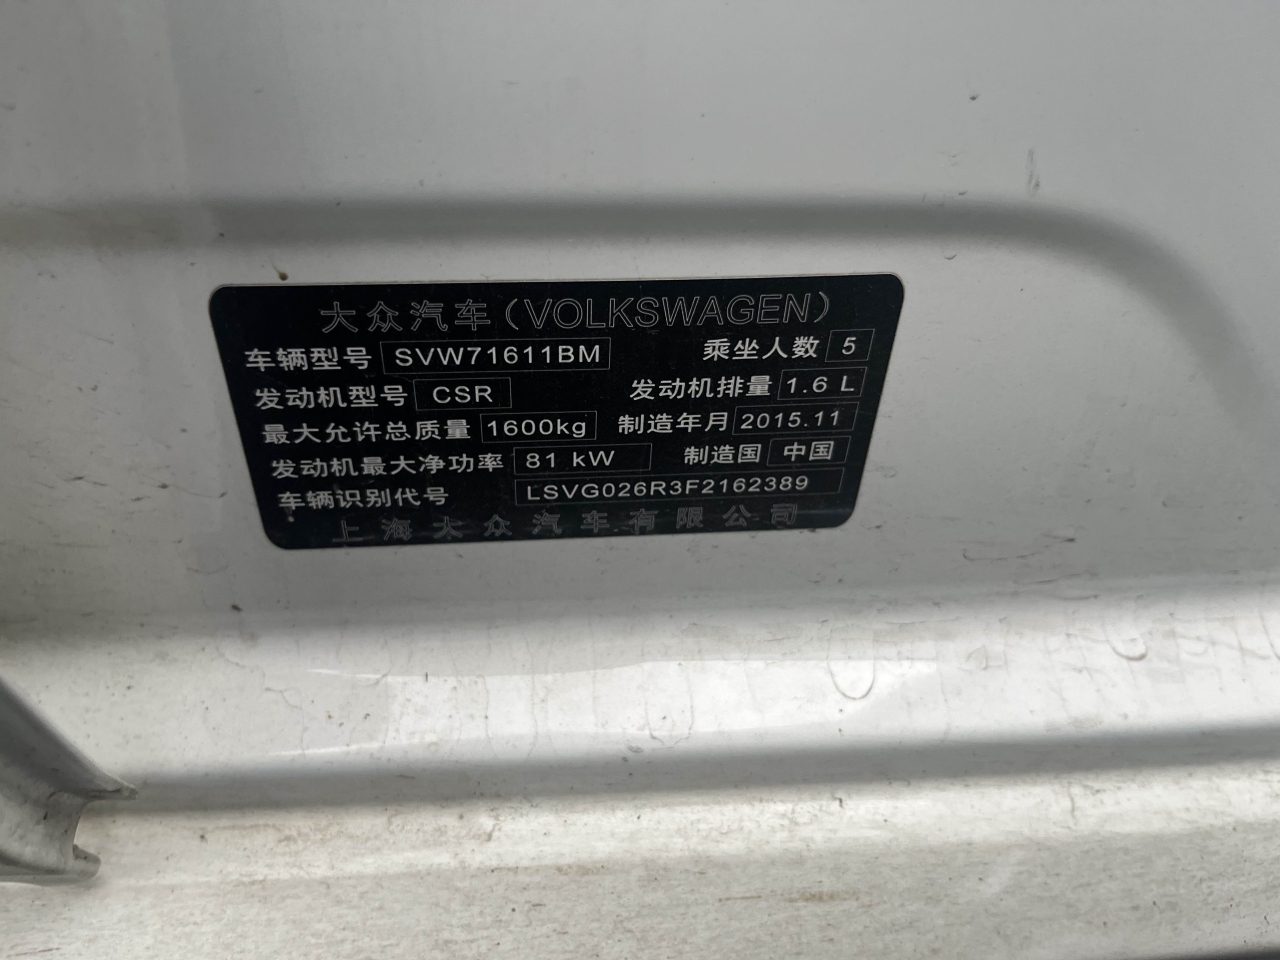 大众汽车(VOLKSWAGEN)
车辆型号 SVW71611BM 乘坐人数 5
发动机型号 CSR 发动机排量 1.6 L
最大允许总质量 1600kg 制造年月 2015.11
发动机最大净功率 81 kW 制造国 中国
车辆识别代号 LSVG026R3F2162389
上海大众汽车有限公司